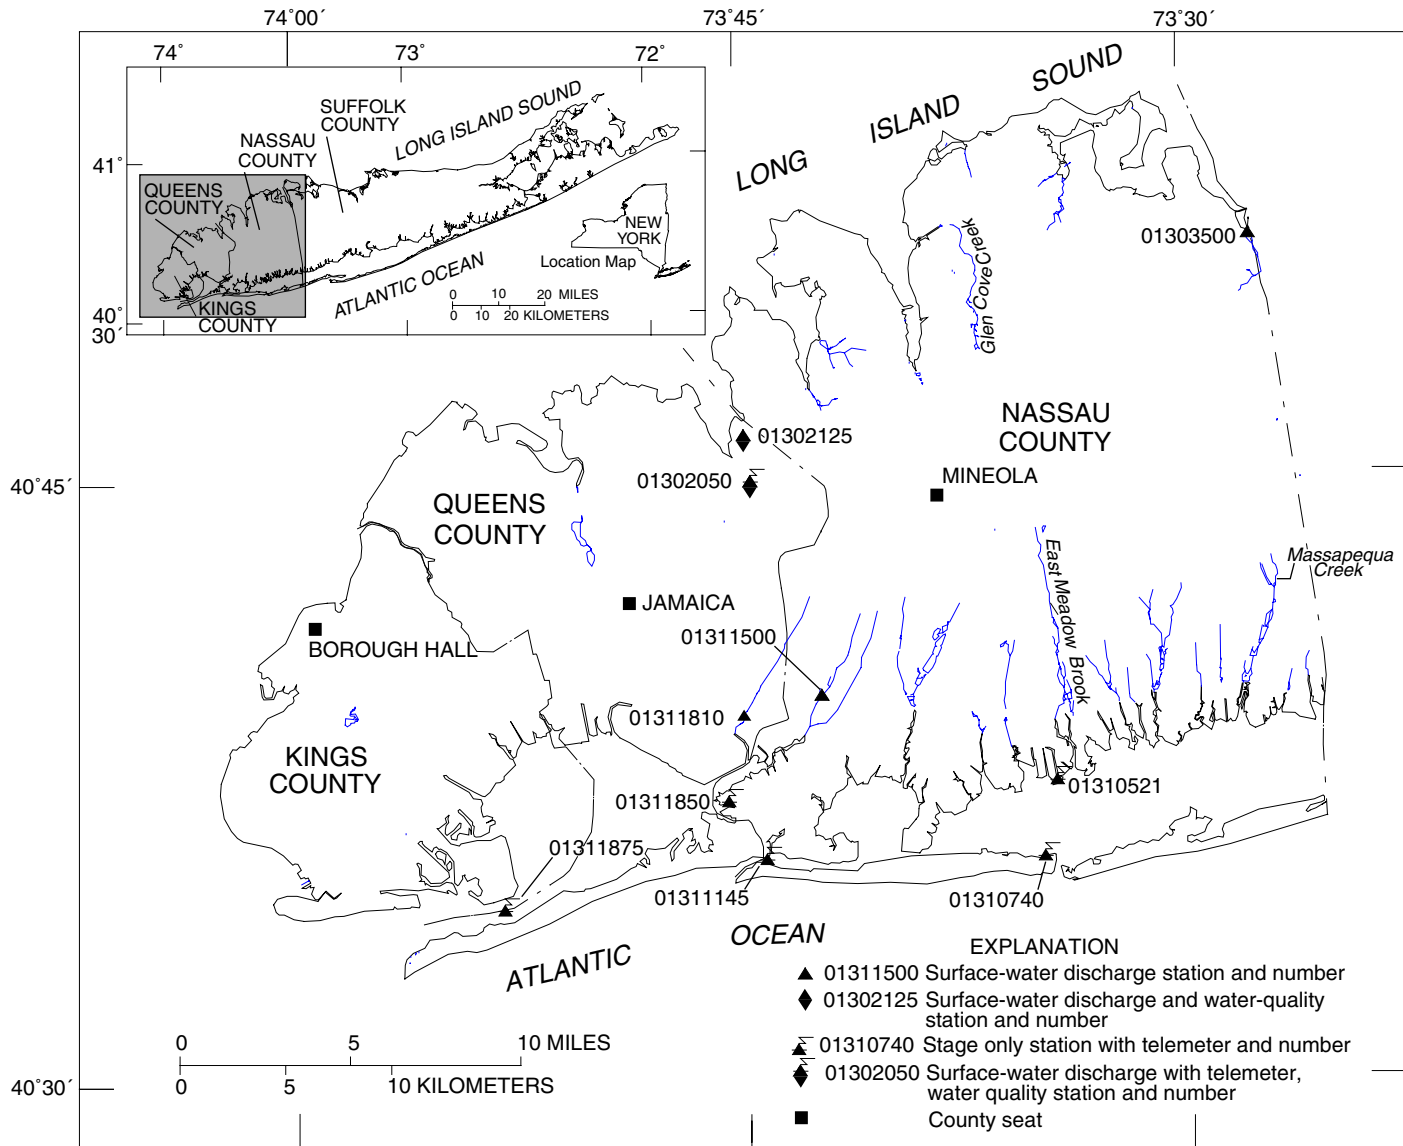 74°00´
73°45´
73°30´
74°
73°
72°
41°
40°
30´
SUFFOLK
COUNTY
NASSAU
COUNTY
QUEENS
COUNTY
KINGS
COUNTY
LONG ISLAND SOUND
ATLANTIC OCEAN
NEW
YORK
Location Map
0 10 20 MILES
0 10 20 KILOMETERS
LONG ISLAND SOUND
01303500
Glen Cove Creek
01302125
01302050
NASSAU
COUNTY
MINEOLA
40°45´
QUEENS
COUNTY
East Meadow Brook
Massapequa
Creek
JAMAICA
01311500
BOROUGH HALL
01311810
KINGS
COUNTY
01311850
01310521
01311875
01311145
01310740
ATLANTIC OCEAN
EXPLANATION
01311500 Surface-water discharge station and number
01302125 Surface-water discharge and water-quality
station and number
01310740 Stage only station with telemeter and number
01302050 Surface-water discharge with telemeter,
water quality station and number
County seat
0 5 10 MILES
0 5 10 KILOMETERS
40°30´